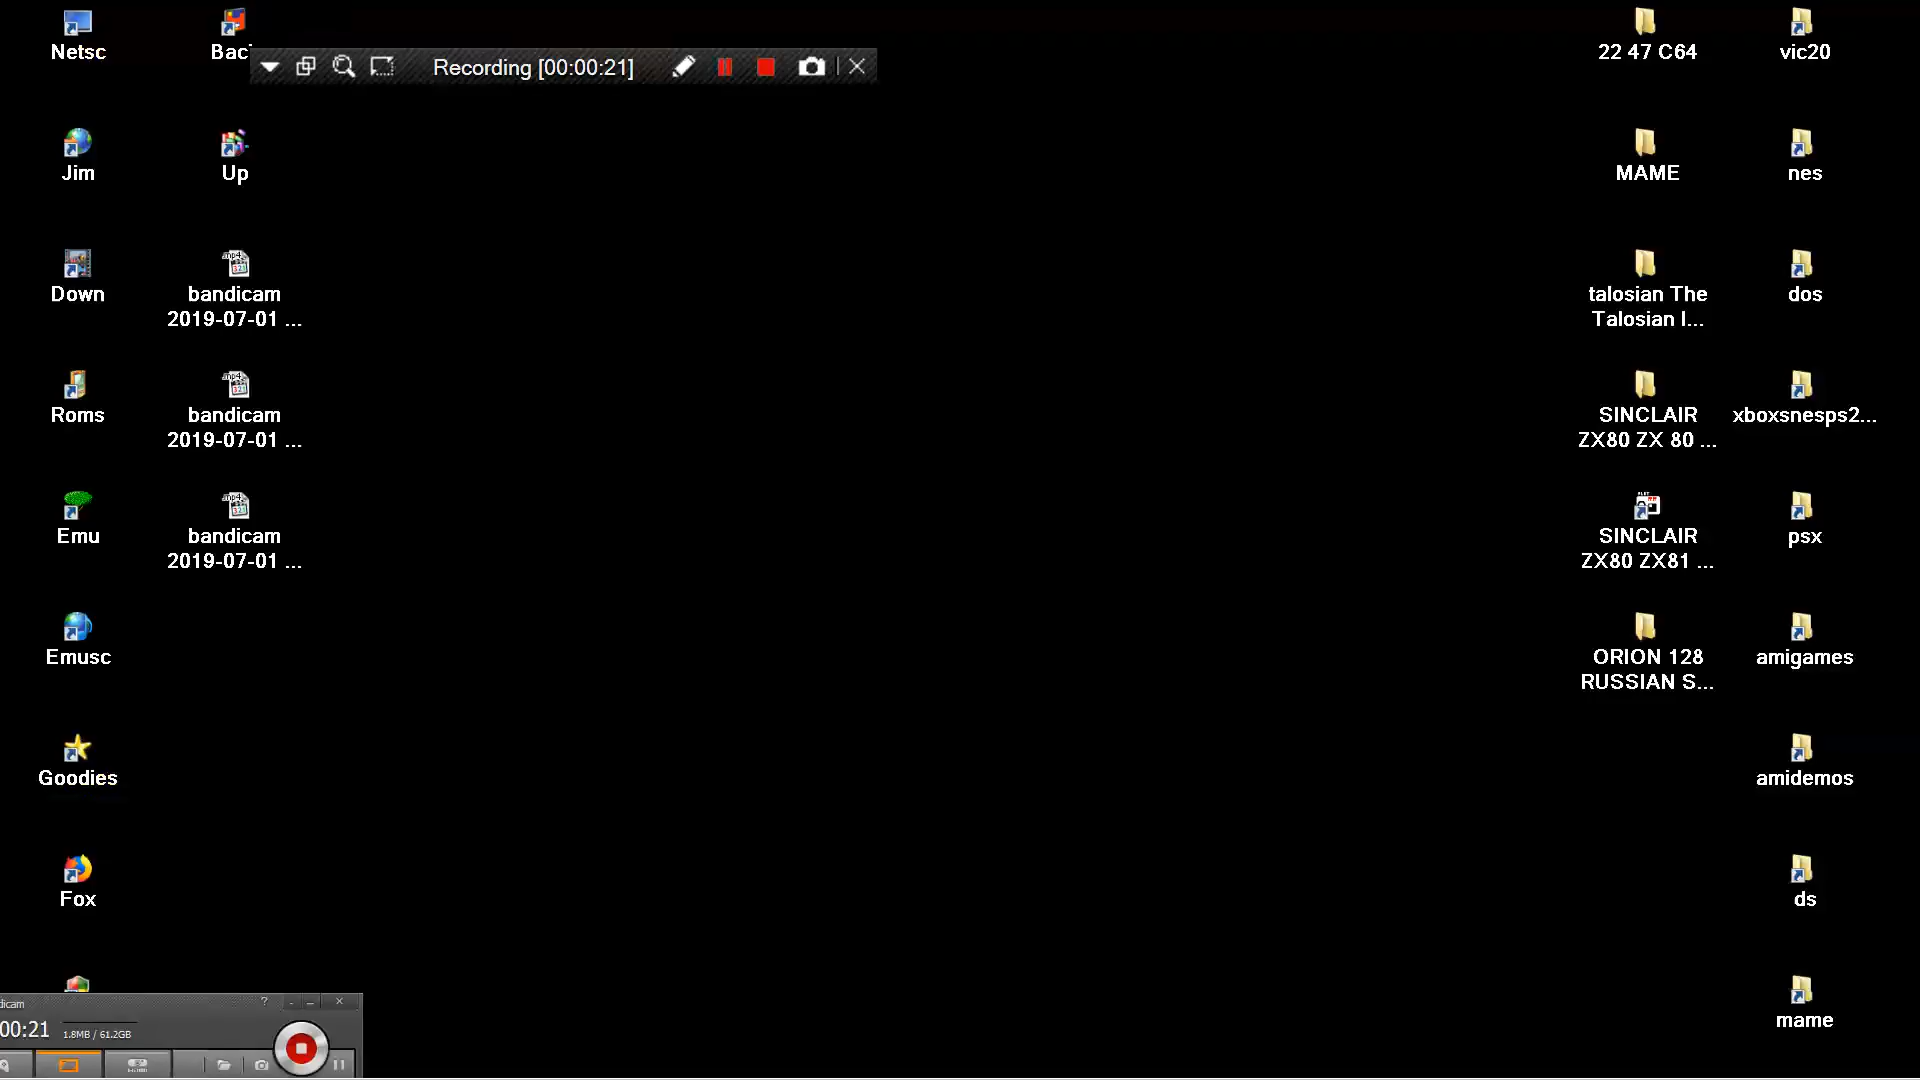 Netsc
Bac
Recording [00:00:21]
22 47 C64
vic20
Jim
Up
MAME
nes
Down
bandicam
2019-07-01 ...
talosian The
Talosian I...
dos
Roms
bandicam
2019-07-01 ...
SINCLAIR
ZX80 ZX 80 ...
xboxsnesps2...
Emu
bandicam
2019-07-01 ...
SINCLAIR
ZX80 ZX81 ...
psx
Emusc
ORION 128
RUSSIAN S...
amigames
Goodies
amidemos
Fox
ds
dicam
00:21
1.8MB / 61.2GB
mame